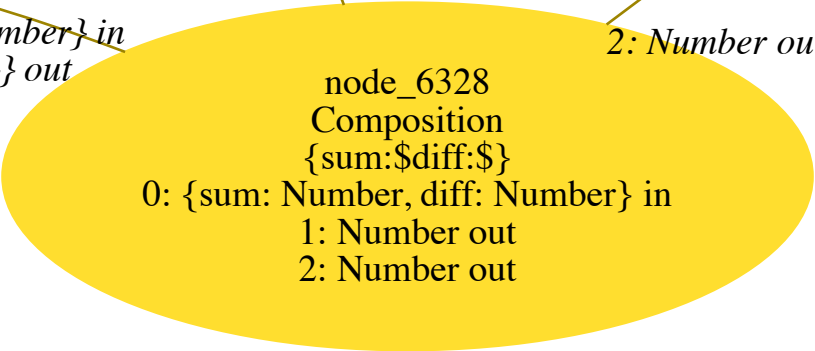 mber} in
} out
2: Number ou
node_6328
Composition
{sum:$diff:$}
0: {sum: Number, diff: Number} in
1: Number out
2: Number out